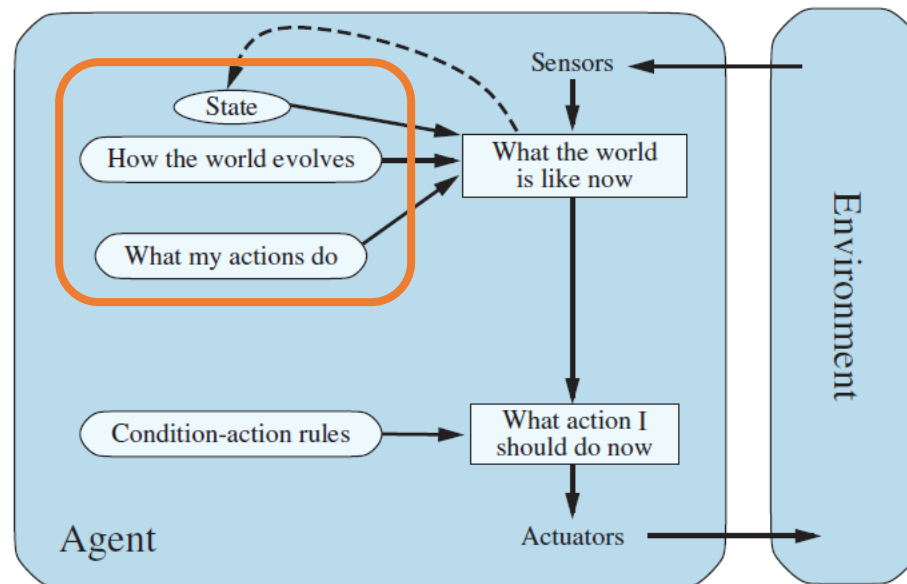 Sensors
State
How the world evolves
What the world
is like now
What my actions do
Environment
Condition-action rules
What action I
should do now
Agent
Actuators